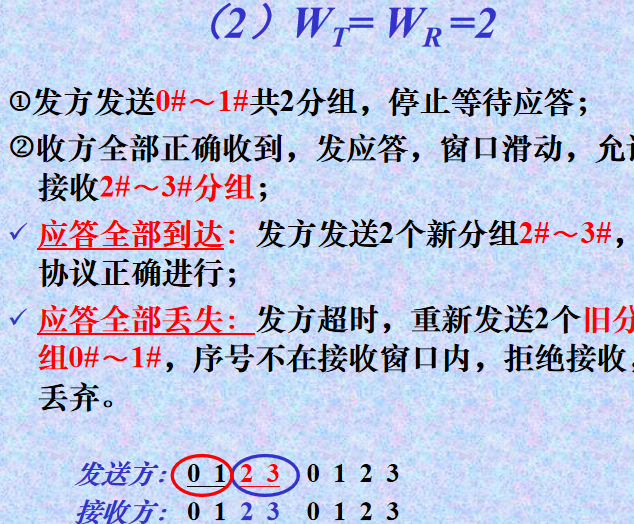 （2）WT= WR =2
①发方发送0#～1#共2分组，停止等待应答；
②收方全部正确收到，发应答，窗口滑动，允
接收2#～3#分组；
✓ 应答全部到达：发方发送2个新分组2#～3#，
协议正确进行；
✓ 应答全部丢失：发方超时，重新发送2个旧分
组0#～1#，序号不在接收窗口内，拒绝接收，
丢弃。
发送方: 0 1 2 3 0 1 2 3
接收方: 0 1 2 3 0 1 2 3